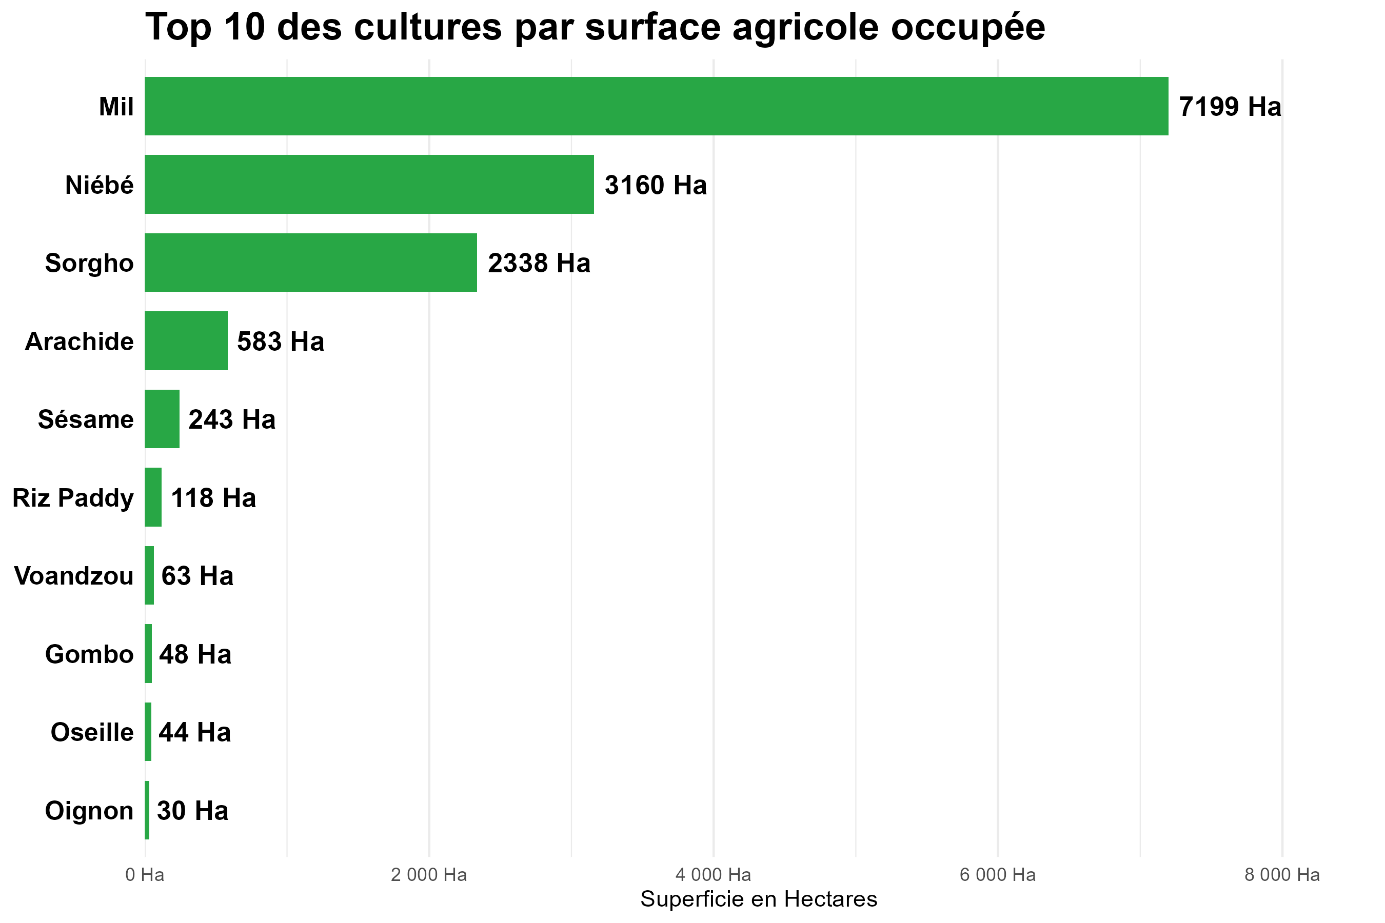 Top 10 des cultures par surface agricole occupée
Mil 7199 Ha
Niébé 3160 Ha
Sorgho 2338 Ha
Arachide 583 Ha
Sésame 243 Ha
Riz Paddy 118 Ha
Voandzou 63 Ha
Gombo 48 Ha
Oseille 44 Ha
Oignon 30 Ha
0 Ha 2 000 Ha 4 000 Ha 6 000 Ha 8 000 Ha
Superficie en Hectares